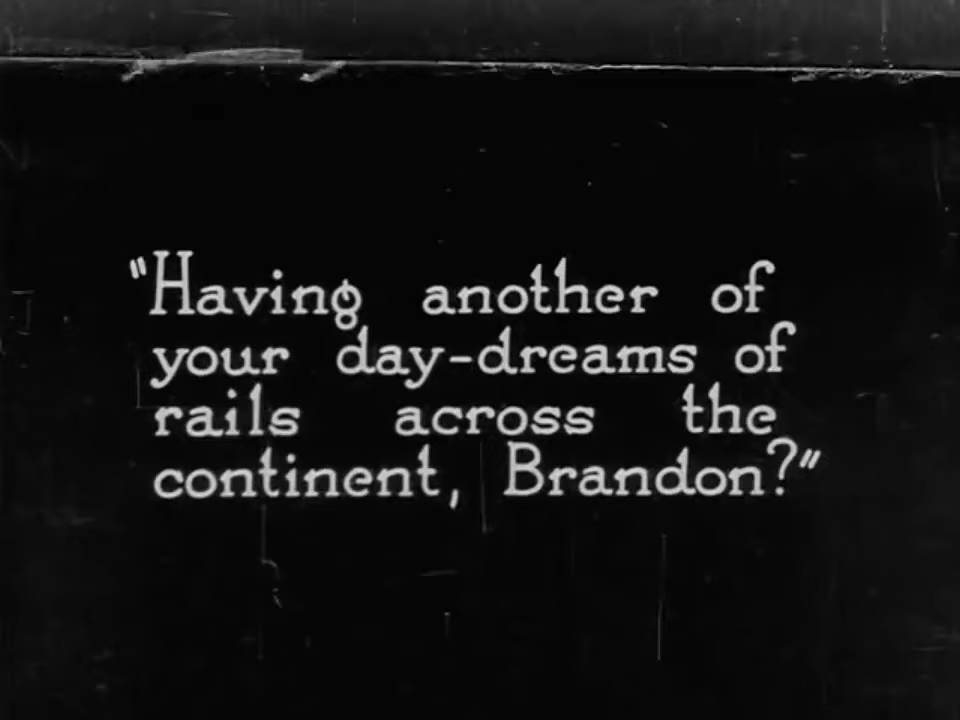 "Having another of
your day-dreams of
rails across the
continent, Brandon?"